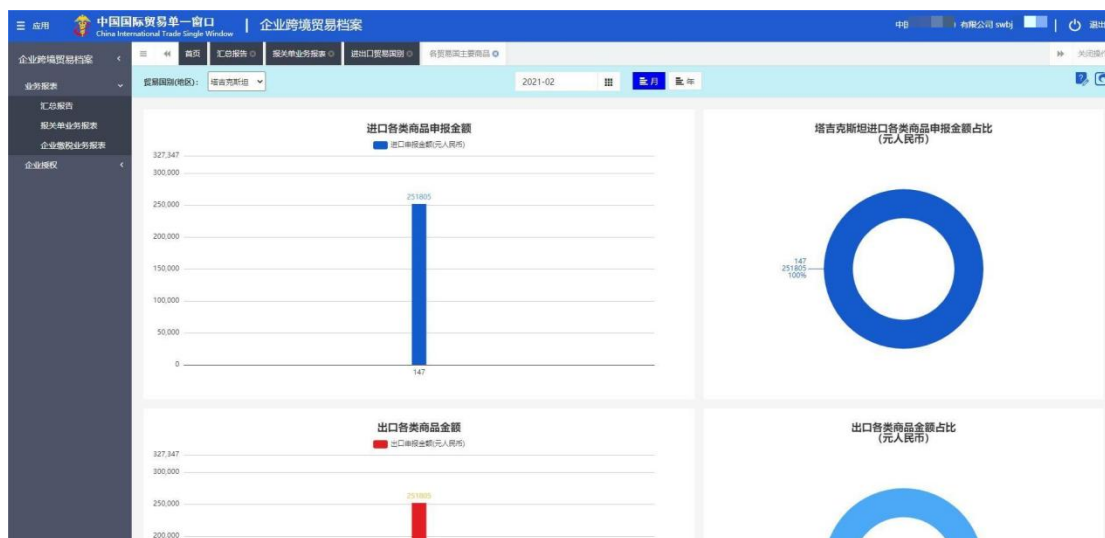 应用
中国国际贸易单一窗口
China International Trade Single Window
企业跨境贸易档案
有限公司 swbj
退出
企业跨境贸易档案
首页
汇总报告
报关单业务报表
进出口贸易国别
各贸易国主要商品
关闭操作
业务报表
汇总报告
报关单业务报表
企业缴税业务报表
企业授权
贸易国别(地区):
塔吉克斯坦
2021-02
月
年
进口各类商品申报金额
进口申报金额(元人民币)
327,347
300,000
250,000
200,000
150,000
100,000
50,000
0
251805
147
塔吉克斯坦进口各类商品申报金额占比
(元人民币)
147
251805
100%
出口各类商品金额
出口申报金额(元人民币)
327,347
300,000
250,000
200,000
251805
出口各类商品金额占比
(元人民币)